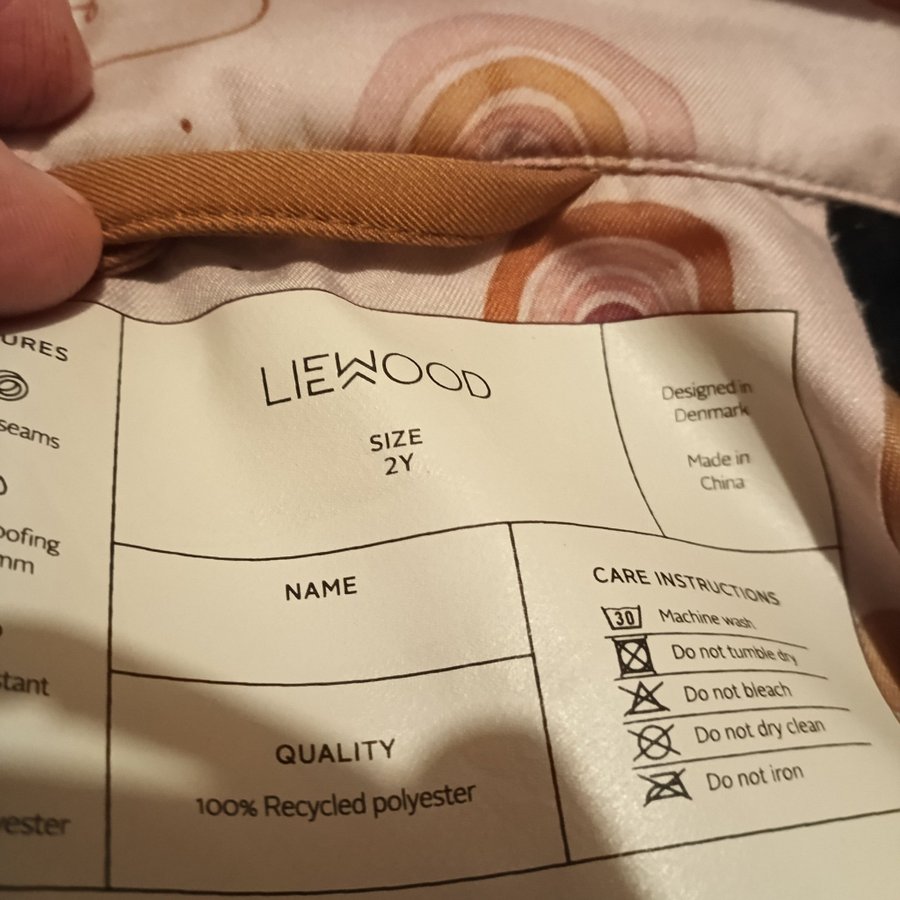 URES
seams
oofing
mm
stant
ester
LIEWOOD
SIZE
2Y
Designed in
Denmark
Made in
China
NAME
QUALITY
100% Recycled polyester
CARE INSTRUCTIONS
30 Machine wash
Do not tumble dry
Do not bleach
Do not dry clean
Do not iron